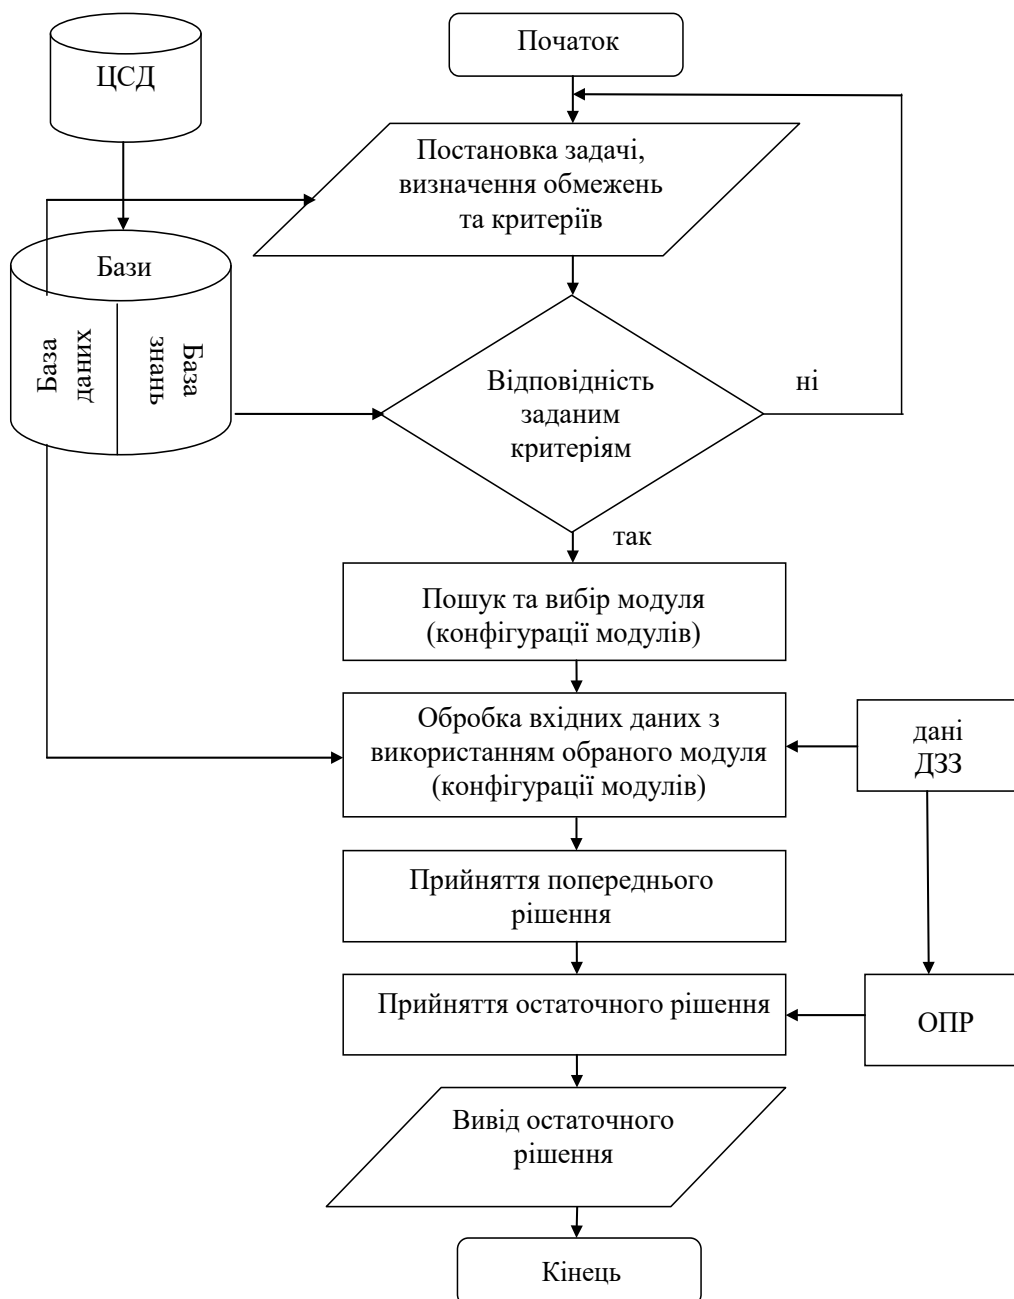 ЦСД
Початок
Постановка задачі,
визначення обмежень
та критеріїв
Бази
База
даних
База
знань
Відповідність
заданим
критеріям
ні
так
Пошук та вибір модуля
(конфігурації модулів)
Обробка вхідних даних з
використанням обраного модуля
(конфігурації модулів)
дані
ДЗЗ
Прийняття попереднього
рішення
Прийняття остаточного рішення
ОПР
Вивід остаточного
рішення
Кінець